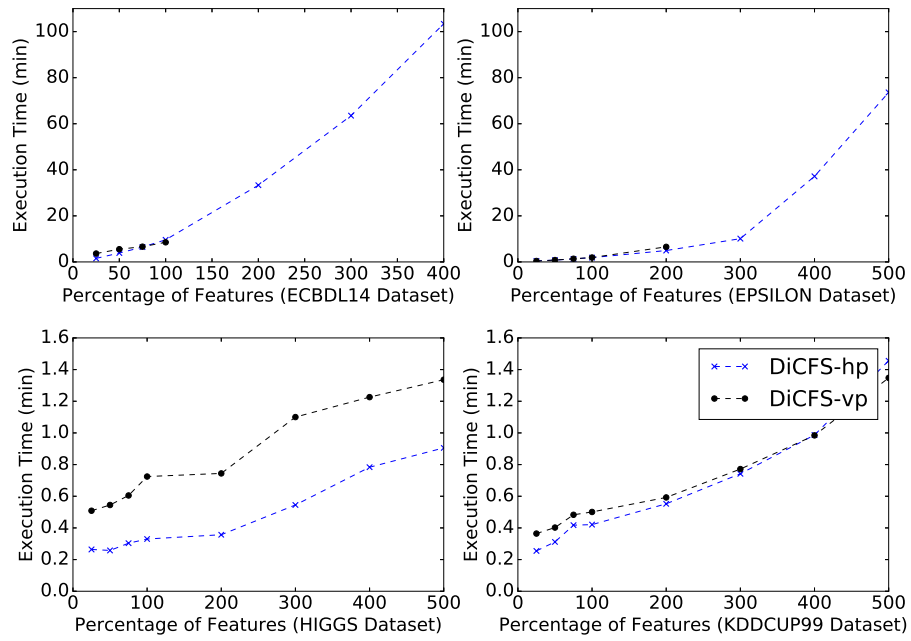 Execution Time (min)
100
80
60
40
20
0
0 50 100 150 200 250 300 350 400
Percentage of Features (ECBDL14 Dataset)
Execution Time (min)
100
80
60
40
20
0
0 100 200 300 400 500
Percentage of Features (EPSILON Dataset)
Execution Time (min)
1.6
1.4
1.2
1.0
0.8
0.6
0.4
0.2
0.0
0 100 200 300 400 500
Percentage of Features (HIGGS Dataset)
Execution Time (min)
1.6
1.4
1.2
1.0
0.8
0.6
0.4
0.2
0.0
0 100 200 300 400 500
Percentage of Features (KDDCUP99 Dataset)
DiCFS-hp
DiCFS-vp